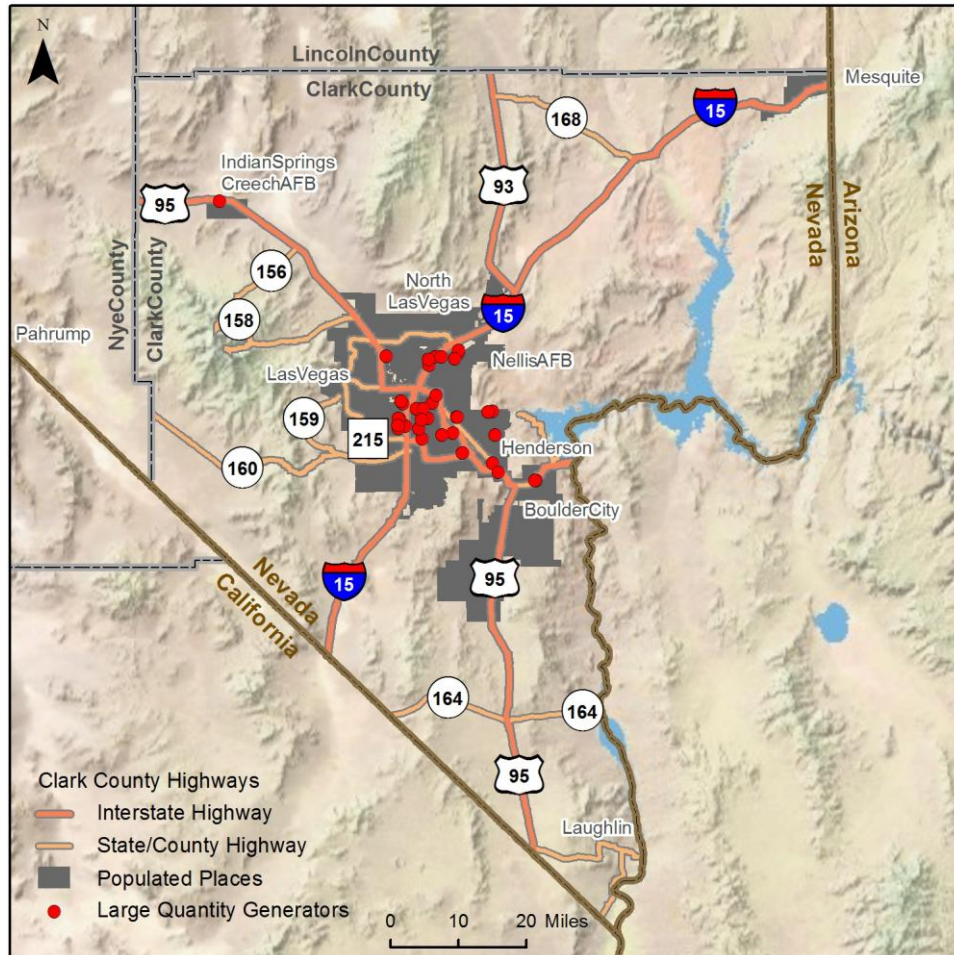 N
LincolnCounty
ClarkCounty
Mesquite
15
168
IndianSprings
CreechAFB
93
95
Arizona
Nevada
NyeCounty
ClarkCounty
156
North
LasVegas
158
15
Pahrump
NellisAFB
LasVegas
159
215
Henderson
160
BoulderCity
15
95
Nevada
California
164
164
95
Laughlin
Clark County Highways
Interstate Highway
State/County Highway
Populated Places
Large Quantity Generators
0 10 20 Miles